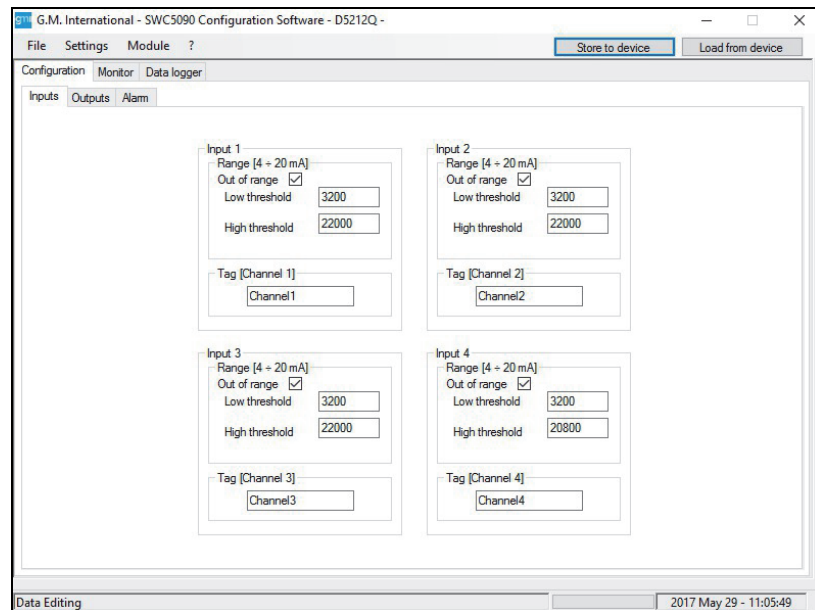 gmi G.M. International - SWC5090 Configuration Software - D5212Q -
File Settings Module ? Store to device Load from device
Configuration Monitor Data logger
Inputs Outputs Alarm
Input 1
Range [4 ÷ 20 mA]
Out of range
Low threshold 3200
High threshold 22000
Tag [Channel 1]
Channel1
Input 2
Range [4 ÷ 20 mA]
Out of range
Low threshold 3200
High threshold 22000
Tag [Channel 2]
Channel2
Input 3
Range [4 ÷ 20 mA]
Out of range
Low threshold 3200
High threshold 22000
Tag [Channel 3]
Channel3
Input 4
Range [4 ÷ 20 mA]
Out of range
Low threshold 3200
High threshold 20800
Tag [Channel 4]
Channel4
Data Editing 2017 May 29 - 11:05:49